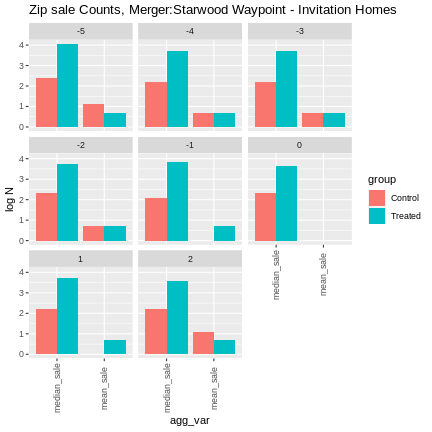 Zip sale Counts, Merger:Starwood Waypoint - Invitation Homes
-5
-4
-3
4
3
2
1
0
-2
-1
0
4
3
2
1
0
1
2
4
3
2
1
0
log N
median_sale
mean_sale
median_sale
mean_sale
median_sale
mean_sale
agg_var
group
Control
Treated